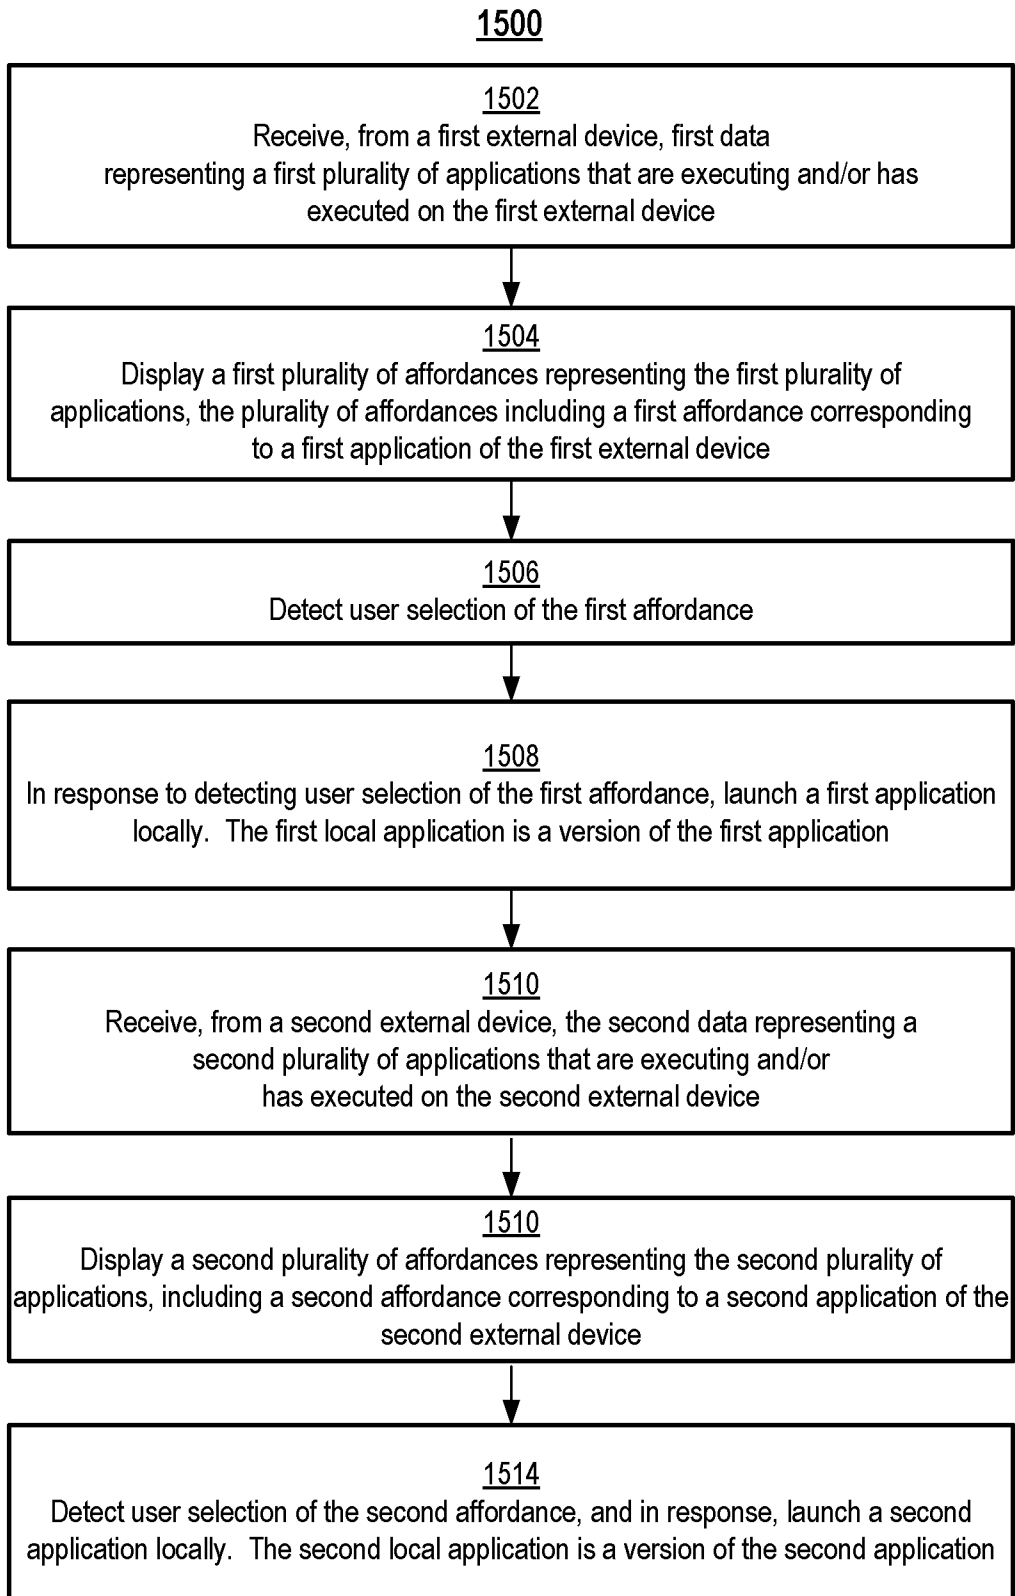 1500
1502
Receive, from a first external device, first data
representing a first plurality of applications that are executing and/or has
executed on the first external device
1504
Display a first plurality of affordances representing the first plurality of
applications, the plurality of affordances including a first affordance corresponding
to a first application of the first external device
1506
Detect user selection of the first affordance
1508
In response to detecting user selection of the first affordance, launch a first application
locally.  The first local application is a version of the first application
1510
Receive, from a second external device, the second data representing a
second plurality of applications that are executing and/or
has executed on the second external device
1510
Display a second plurality of affordances representing the second plurality of
applications, including a second affordance corresponding to a second application of the
second external device
1514
Detect user selection of the second affordance, and in response, launch a second
application locally.  The second local application is a version of the second application